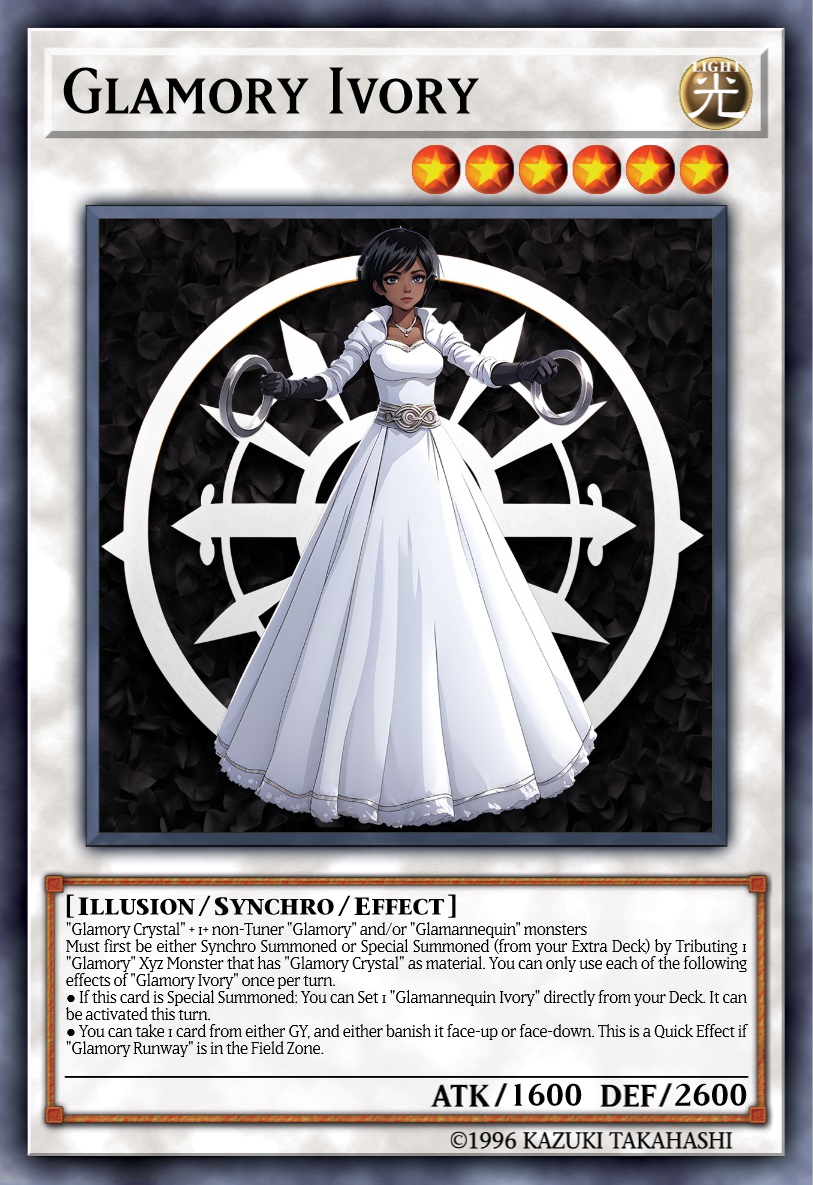 Glamory Ivory
LIGHT
光
[Illusion/Synchro/Effect]
"Glamory Crystal" + 1+ non-Tuner "Glamory" and/or "Glamannequin" monsters
Must first be either Synchro Summoned or Special Summoned (from your Extra Deck) by Tributing 1
"Glamory" Xyz Monster that has "Glamory Crystal" as material. You can only use each of the following
effects of "Glamory Ivory" once per turn.
● If this card is Special Summoned: You can Set 1 "Glamannequin Ivory" directly from your Deck. It can
be activated this turn.
● You can take 1 card from either GY, and either banish it face-up or face-down. This is a Quick Effect if
"Glamory Runway" is in the Field Zone.
ATK/1600 DEF/2600
©1996 KAZUKI TAKAHASHI